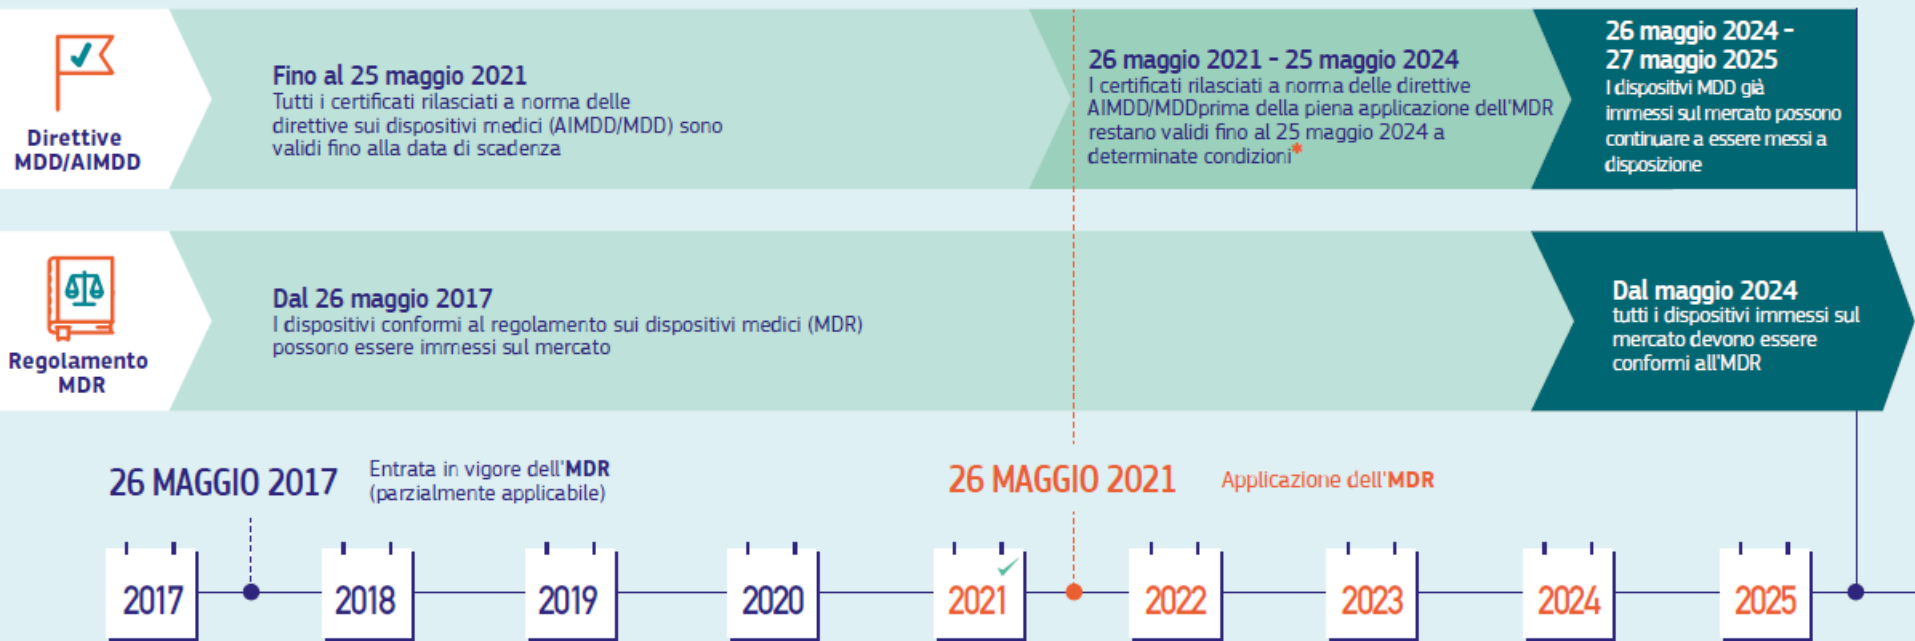 Direttive
MDD/AIMDD
Fino al 25 maggio 2021
Tutti i certificati rilasciati a norma delle
direttive sui dispositivi medici (AIMDD/MDD) sono
validi fino alla data di scadenza
26 maggio 2021 - 25 maggio 2024
I certificati rilasciati a norma delle direttive
AIMDD/MDDprima della piena applicazione dell'MDR
restano validi fino al 25 maggio 2024 a
determinate condizioni*
26 maggio 2024 -
27 maggio 2025
I dispositivi MDD già
immessi sul mercato possono
continuare a essere messi a
disposizione
Regolamento
MDR
Dal 26 maggio 2017
I dispositivi conformi al regolamento sui dispositivi medici (MDR)
possono essere immessi sul mercato
Dal maggio 2024
tutti i dispositivi immessi sul
mercato devono essere
conformi all'MDR
26 MAGGIO 2017
Entrata in vigore dell'MDR
(parzialmente applicabile)
26 MAGGIO 2021
Applicazione dell'MDR
2017
2018
2019
2020
2021
2022
2023
2024
2025